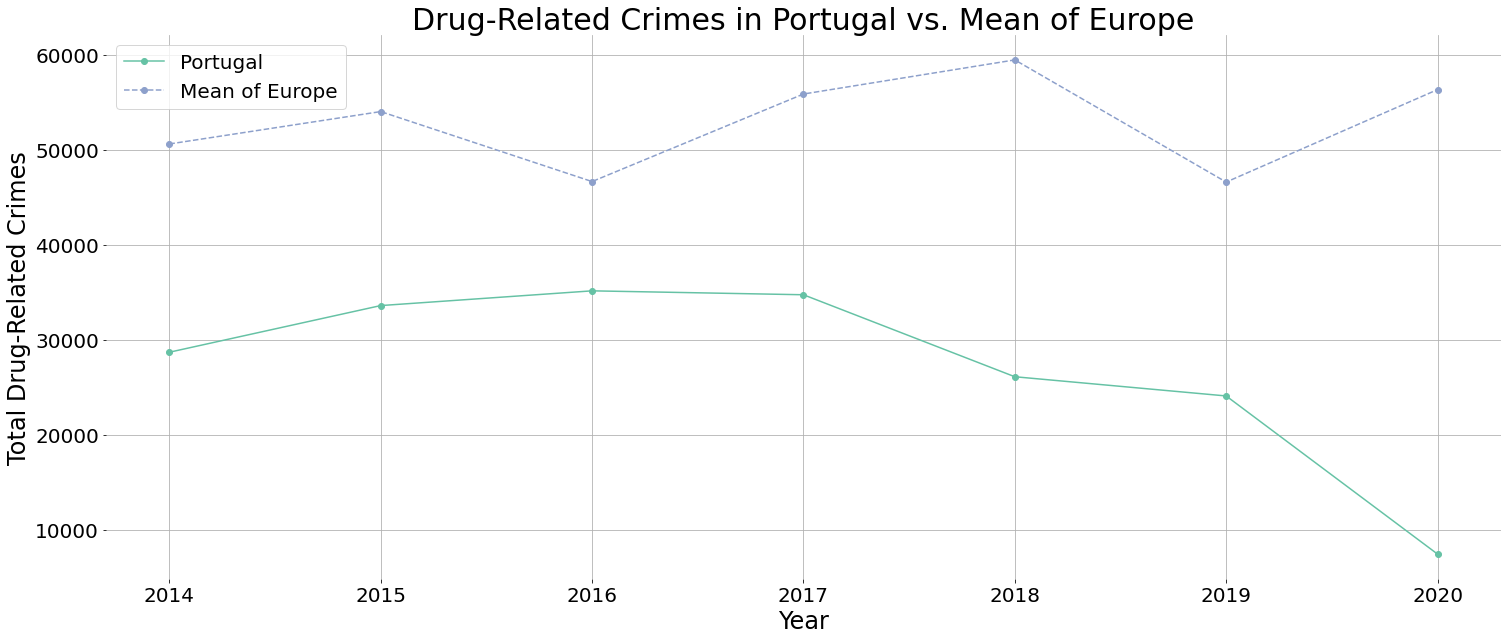 Drug-Related Crimes in Portugal vs. Mean of Europe
Portugal
Mean of Europe
Total Drug-Related Crimes
60000
50000
40000
30000
20000
10000
2014
2015
2016
2017
2018
2019
2020
Year